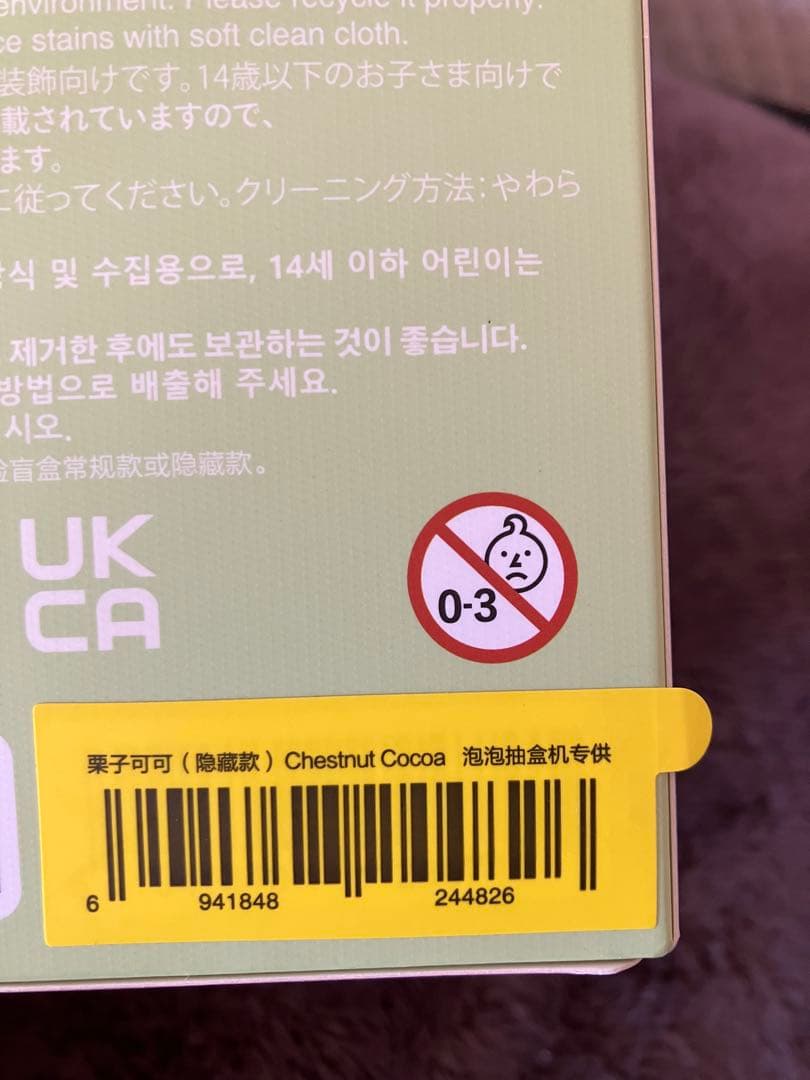 environment. Please recycle it properly.
ce stains with soft clean cloth.
装飾向けです。14歳以下のお子さま向けで
載されていますので、
ます。
に従ってください。クリーニング方法：やわら
식 및 수집용으로, 14세 이하 어린이는
제거한 후에도 보관하는 것이 좋습니다.
방법으로 배출해 주세요.
시오.
盲盒常规款或隐藏款。
UK
CA
0-3
栗子可可（隐藏款）Chestnut Cocoa 泡泡抽盒机专供
6 941848 244826